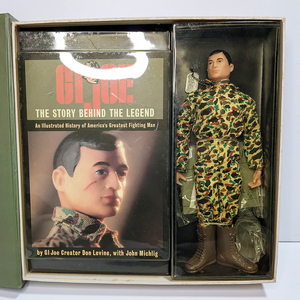 GI JOE
THE STORY BEHIND THE LEGEND
An Illustrated History of America's Greatest Fighting Man
by GI Joe Creator Don Levine, with John Michlig